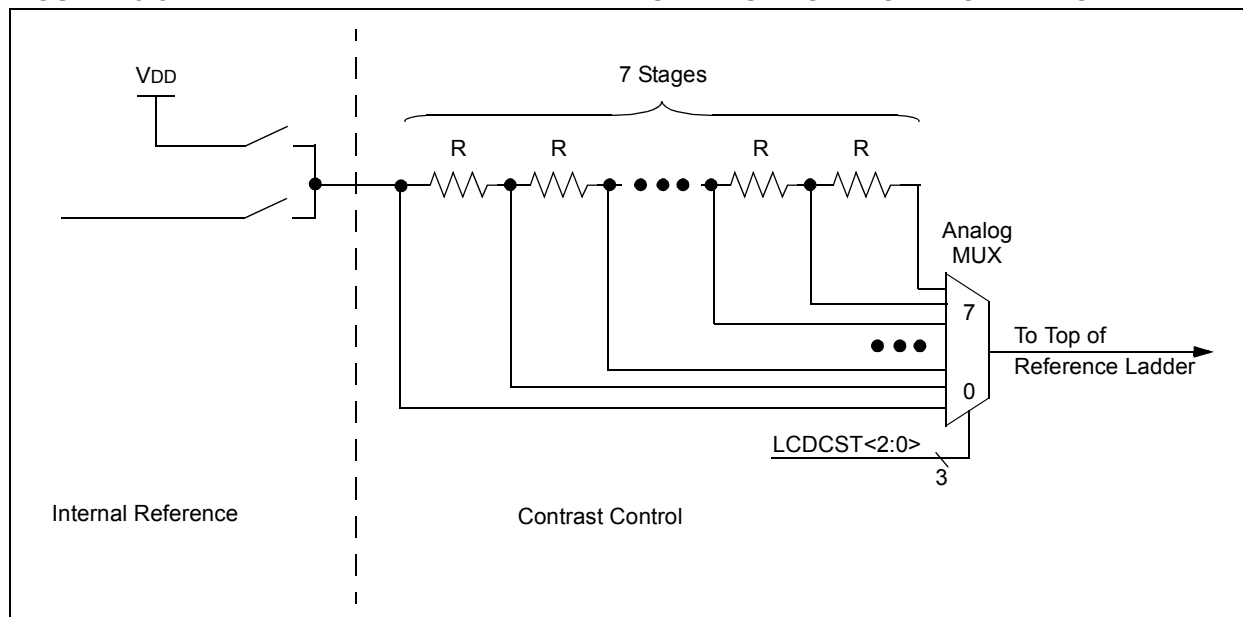 VDD
7 Stages
R
R
R
R
Analog
MUX
7
0
To Top of
Reference Ladder
LCDCST<2:0>
3
Internal Reference
Contrast Control